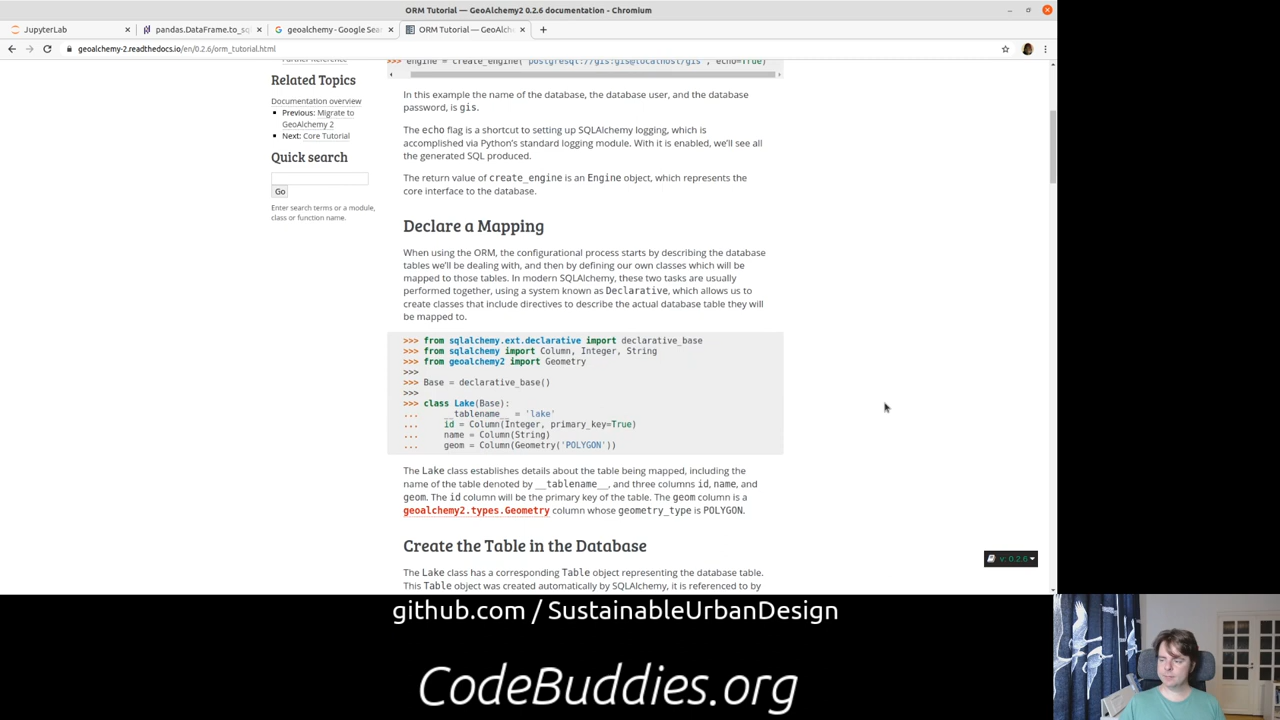 ORM Tutorial — GeoAlchemy2 0.2.6 documentation - Chromium
JupyterLab
pandas.DataFrame.to_sq
geoalchemy - Google Sear
ORM Tutorial — GeoAlch
geoalchemy-2.readthedocs.io/en/0.2.6/orm_tutorial.html
Further Reference
Related Topics
Documentation overview
Previous: Migrate to
GeoAlchemy 2
Next: Core Tutorial
Quick search
Go
Enter search terms or a module,
class or function name.
>>> engine = create_engine('postgresql://gis:gis@localhost/gis', echo=True)
In this example the name of the database, the database user, and the database
password, is gis.
The echo flag is a shortcut to setting up SQLAlchemy logging, which is
accomplished via Python's standard logging module. With it is enabled, we'll see all
the generated SQL produced.
The return value of create_engine is an Engine object, which represents the
core interface to the database.
Declare a Mapping
When using the ORM, the configurational process starts by describing the database
tables we'll be dealing with, and then by defining our own classes which will be
mapped to those tables. In modern SQLAlchemy, these two tasks are usually
performed together, using a system known as Declarative, which allows us to
create classes that include directives to describe the actual database table they will
be mapped to.
>>> from sqlalchemy.ext.declarative import declarative_base
>>> from sqlalchemy import Column, Integer, String
>>> from geoalchemy2 import Geometry
>>>
>>> Base = declarative_base()
>>>
>>> class Lake(Base):
...     __tablename__ = 'lake'
...     id = Column(Integer, primary_key=True)
...     name = Column(String)
...     geom = Column(Geometry('POLYGON'))
The Lake class establishes details about the table being mapped, including the
name of the table denoted by __tablename__, and three columns id, name, and
geom. The id column will be the primary key of the table. The geom column is a
geoalchemy2.types.Geometry column whose geometry_type is POLYGON.
Create the Table in the Database
The Lake class has a corresponding Table object representing the database table.
This Table object was created automatically by SQLAlchemy, it is referenced to by
v: 0.2.6
github.com / SustainableUrbanDesign
CodeBuddies.org